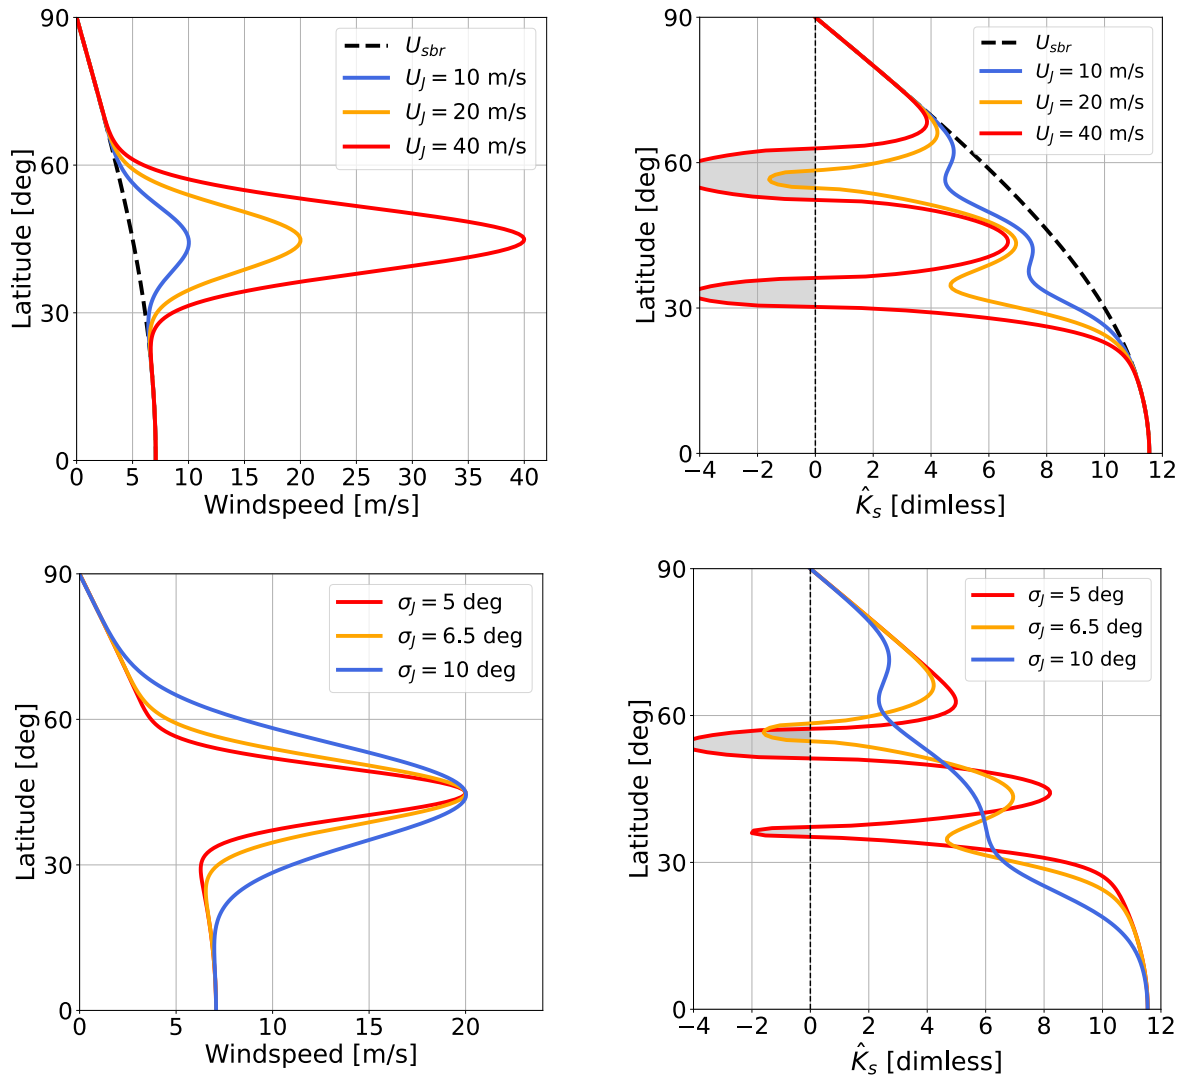 90
60
30
0
Latitude [deg]
0 5 10 15 20 25 30 35 40
Windspeed [m/s]
U_sbr
U_J = 10 m/s
U_J = 20 m/s
U_J = 40 m/s
90
60
30
0
Latitude [deg]
−4 −2 0 2 4 6 8 10 12
K̂_s [dimless]
U_sbr
U_J = 10 m/s
U_J = 20 m/s
U_J = 40 m/s
90
60
30
0
Latitude [deg]
0 5 10 15 20
Windspeed [m/s]
σ_J = 5 deg
σ_J = 6.5 deg
σ_J = 10 deg
90
60
30
0
Latitude [deg]
−4 −2 0 2 4 6 8 10 12
K̂_s [dimless]
σ_J = 5 deg
σ_J = 6.5 deg
σ_J = 10 deg